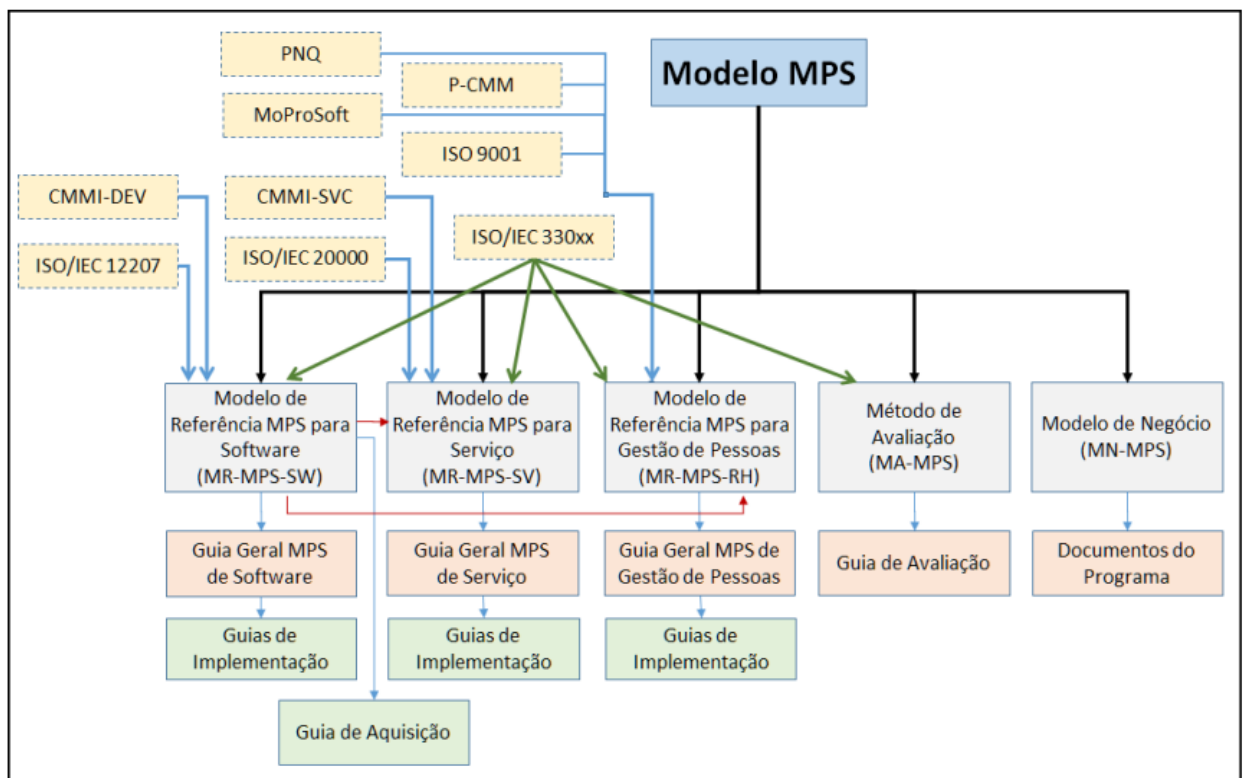 PNQ
Modelo MPS
P-CMM
MoProSoft
ISO 9001
CMMI-DEV
CMMI-SVC
ISO/IEC 330xx
ISO/IEC 12207
ISO/IEC 20000
Modelo de
Referência MPS para
Software
(MR-MPS-SW)
Modelo de
Referência MPS para
Serviço
(MR-MPS-SV)
Modelo de
Referência MPS para
Gestão de Pessoas
(MR-MPS-RH)
Método de
Avaliação
(MA-MPS)
Modelo de Negócio
(MN-MPS)
Guia Geral MPS
de Software
Guia Geral MPS
de Serviço
Guia Geral MPS de
Gestão de Pessoas
Guia de Avaliação
Documentos do
Programa
Guias de
Implementação
Guias de
Implementação
Guias de
Implementação
Guia de Aquisição